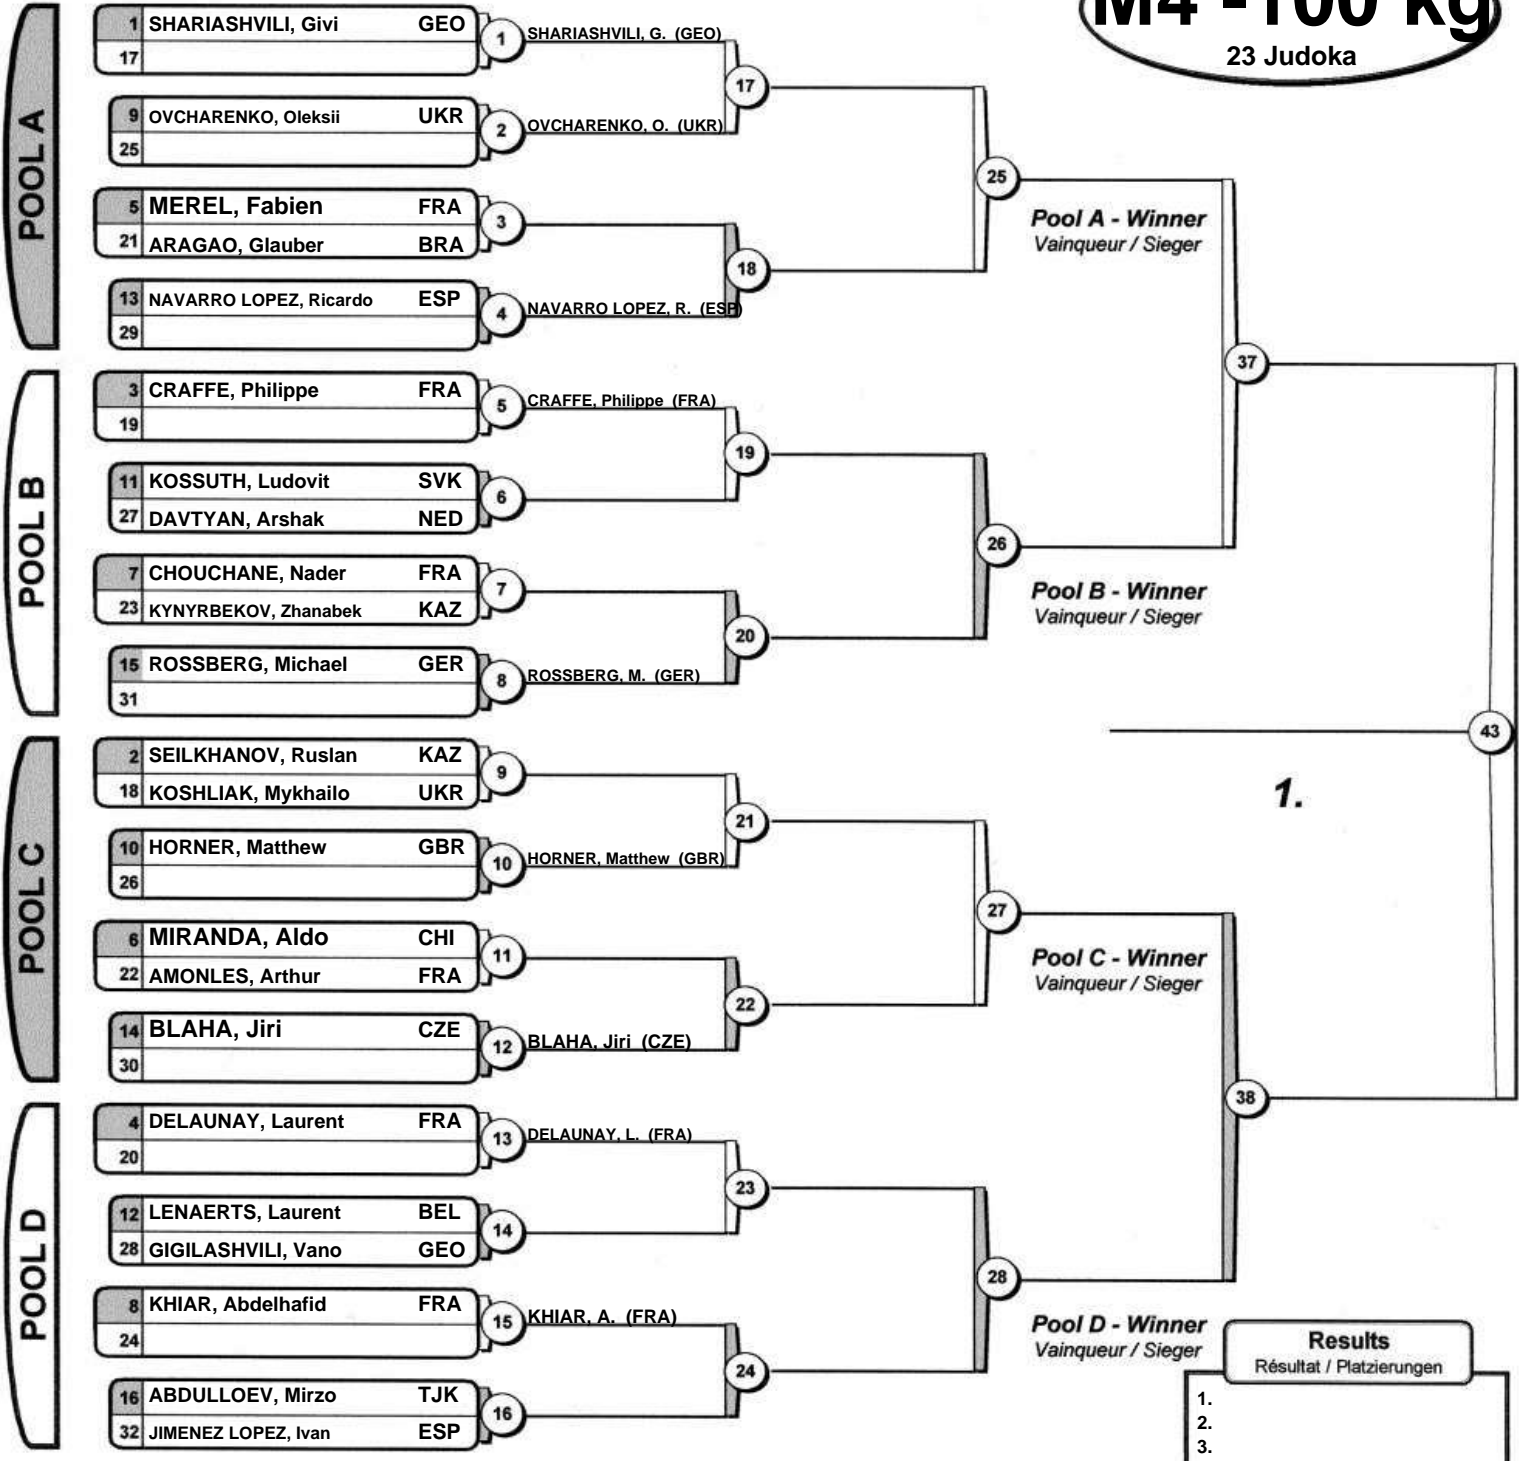 M4 -100 kg
23 Judoka
POOL A
1 SHARIASHVILI, Givi GEO
17
1 SHARIASHVILI, G. (GEO)
17
9 OVCHARENKO, Oleksii UKR
25
2 OVCHARENKO, O. (UKR)
25
5 MEREL, Fabien FRA
21 ARAGAO, Glauber BRA
3
18
13 NAVARRO LOPEZ, Ricardo ESP
29
4 NAVARRO LOPEZ, R. (ESP)
Pool A - Winner
Vainqueur / Sieger
37
POOL B
3 CRAFFE, Philippe FRA
19
5 CRAFFE, Philippe (FRA)
19
11 KOSSUTH, Ludovit SVK
27 DAVTYAN, Arshak NED
6
26
7 CHOUCHANE, Nader FRA
23 KYNYRBEKOV, Zhanabek KAZ
7
20
15 ROSSBERG, Michael GER
31
8 ROSSBERG, M. (GER)
Pool B - Winner
Vainqueur / Sieger
43
1.
POOL C
2 SEILKHANOV, Ruslan KAZ
18 KOSHLIAK, Mykhailo UKR
9
21
10 HORNER, Matthew GBR
26
10 HORNER, Matthew (GBR)
27
6 MIRANDA, Aldo CHI
22 AMONLES, Arthur FRA
11
22
14 BLAHA, Jiri CZE
30
12 BLAHA, Jiri (CZE)
Pool C - Winner
Vainqueur / Sieger
38
POOL D
4 DELAUNAY, Laurent FRA
20
13 DELAUNAY, L. (FRA)
23
12 LENAERTS, Laurent BEL
28 GIGILASHVILI, Vano GEO
14
28
8 KHIAR, Abdelhafid FRA
24
15 KHIAR, A. (FRA)
24
16 ABDULLOEV, Mirzo TJK
32 JIMENEZ LOPEZ, Ivan ESP
16
Pool D - Winner
Vainqueur / Sieger
Results
Résultat / Platzierungen
1.
2.
3.